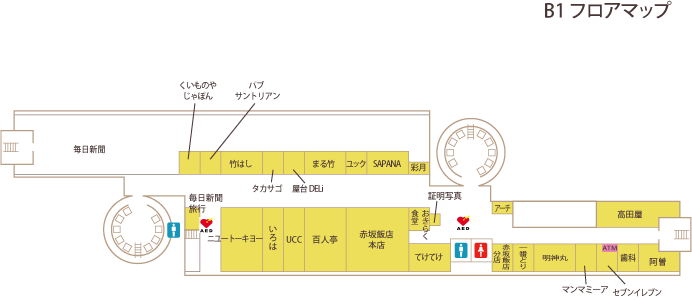 B1 フロアマップ
くいものや
じゃぽん
パブ
サントリアン
毎日新聞
竹はし
まる竹
ユック
SAPANA
彩月
タカサゴ
屋台 DELi
毎日新聞
旅行
証明写真
アーチ
高田屋
AED
AED
ニユートーキヨー
いろは
UCC
百人亭
赤坂飯店
本店
おさらく
食堂
てけてけ
赤坂飯店
分店
一暖とり
明神丸
ATM
歯科
阿曽
マンマミーア
セブンイレブン